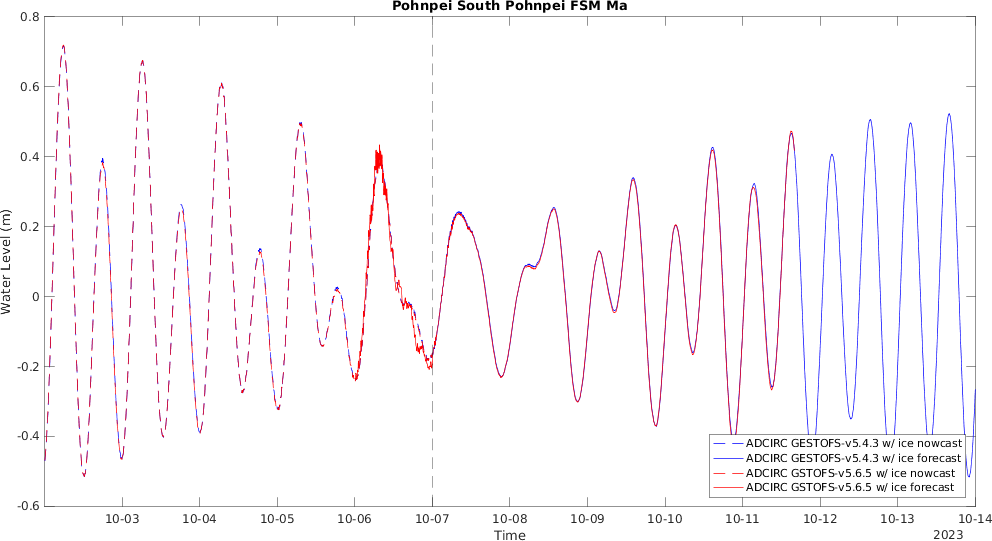 Pohnpei South Pohnpei FSM Ma
0.8
0.6
0.4
0.2
0
-0.2
-0.4
-0.6
Water Level (m)
10-03 10-04 10-05 10-06 10-07 10-08 10-09 10-10 10-11 10-12 10-13 10-14
Time
2023
ADCIRC GESTOFS-v5.4.3 w/ ice nowcast
ADCIRC GESTOFS-v5.4.3 w/ ice forecast
ADCIRC GSTOFS-v5.6.5 w/ ice nowcast
ADCIRC GSTOFS-v5.6.5 w/ ice forecast